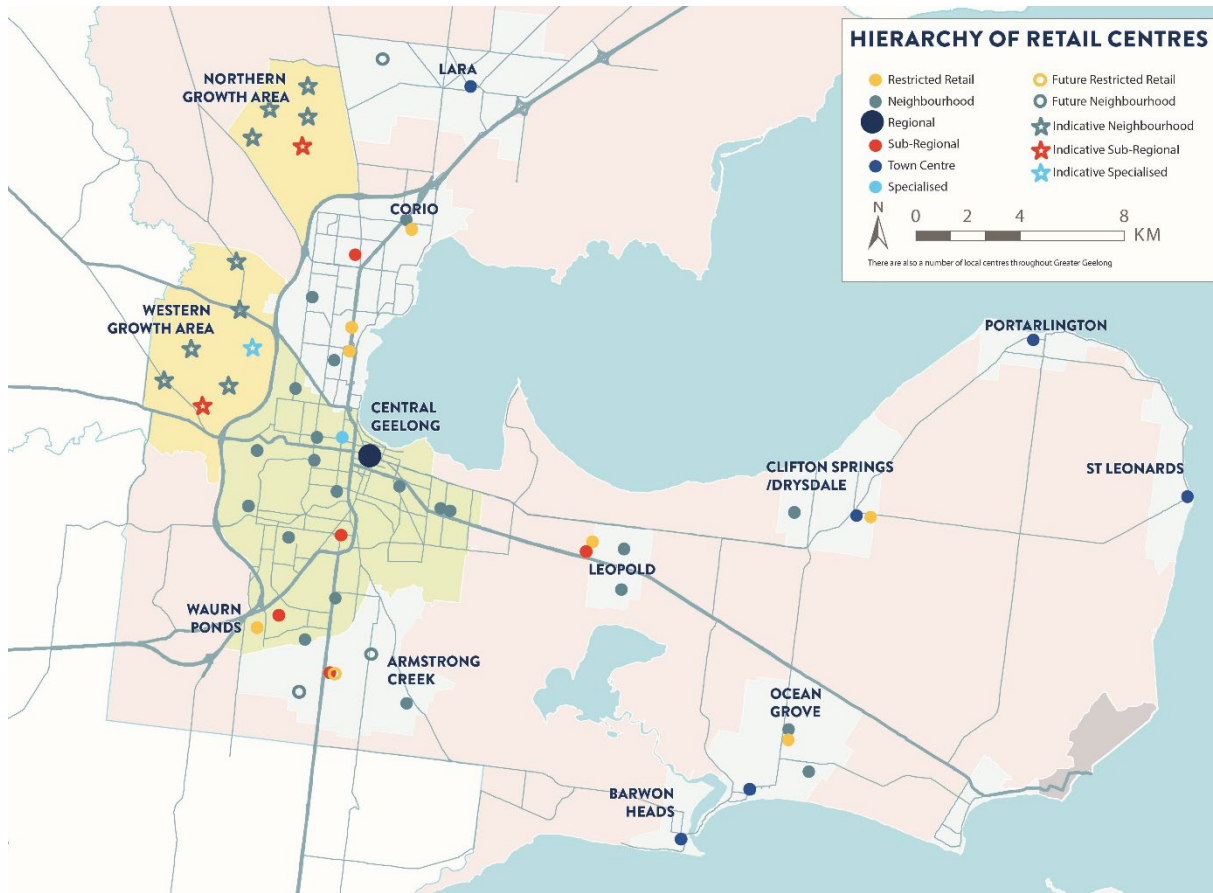 HIERARCHY OF RETAIL CENTRES
Restricted Retail
Neighbourhood
Regional
Sub-Regional
Town Centre
Specialised
Future Restricted Retail
Future Neighbourhood
Indicative Neighbourhood
Indicative Sub-Regional
Indicative Specialised
N
0 2 4 8
KM
There are also a number of local centres throughout Greater Geelong
NORTHERN
GROWTH AREA
LARA
CORIO
WESTERN
GROWTH AREA
PORTARLINGTON
CENTRAL
GEELONG
CLIFTON SPRINGS
/DRYSDALE
ST LEONARDS
LEOPOLD
WAURN
PONDS
ARMSTRONG
CREEK
OCEAN
GROVE
BARWON
HEADS